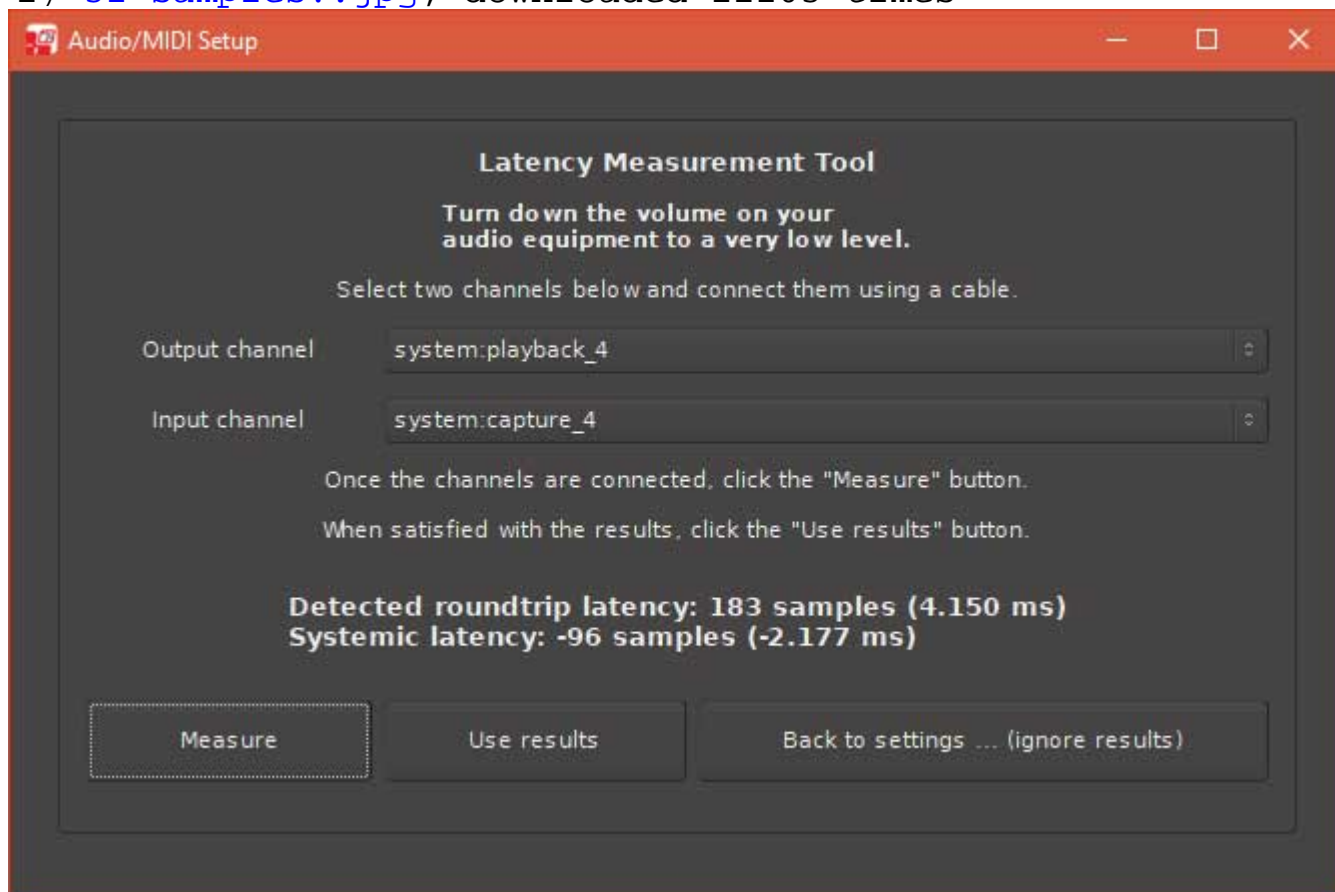 Audio/MIDI Setup
Latency Measurement Tool
Turn down the volume on your
audio equipment to a very low level.
Select two channels below and connect them using a cable.
Output channel system:playback_4
Input channel system:capture_4
Once the channels are connected, click the "Measure" button.
When satisfied with the results, click the "Use results" button.
Detected roundtrip latency: 183 samples (4.150 ms)
Systemic latency: -96 samples (-2.177 ms)
Measure Use results Back to settings ... (ignore results)